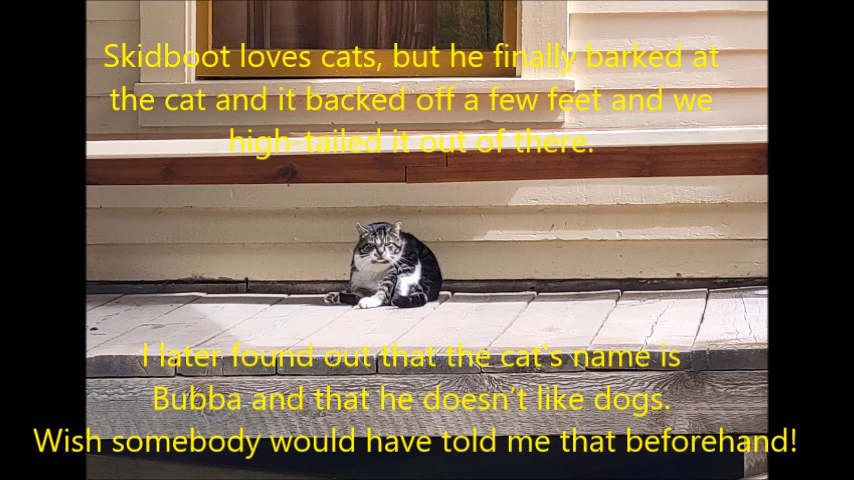 Skidboot loves cats, but he finally barked at
the cat and it backed off a few feet and we
high-tailed it out of there.
I later found out that the cat's name is
Bubba and that he doesn't like dogs.
Wish somebody would have told me that beforehand!